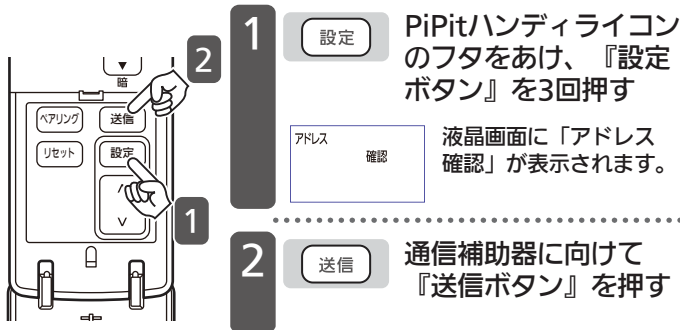 暗
2
ペアリング
送信
リセット
設定
1
1
設定
PiPitハンディライコン
のフタをあけ、『設定
ボタン』を3回押す
アドレス
確認
液晶画面に「アドレス
確認」が表示されます。
2
送信
通信補助器に向けて
『送信ボタン』を押す